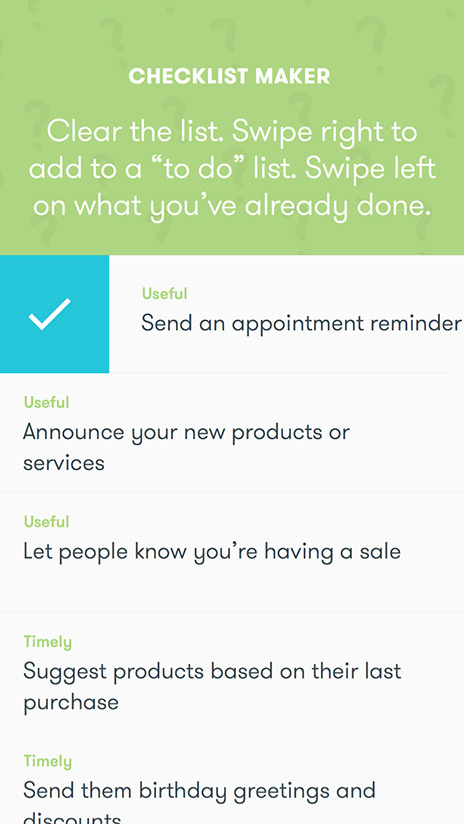 CHECKLIST MAKER
Clear the list. Swipe right to
add to a “to do” list. Swipe left
on what you’ve already done.
Useful
Send an appointment reminder
Useful
Announce your new products or
services
Useful
Let people know you’re having a sale
Timely
Suggest products based on their last
purchase
Timely
Send them birthday greetings and
discounts